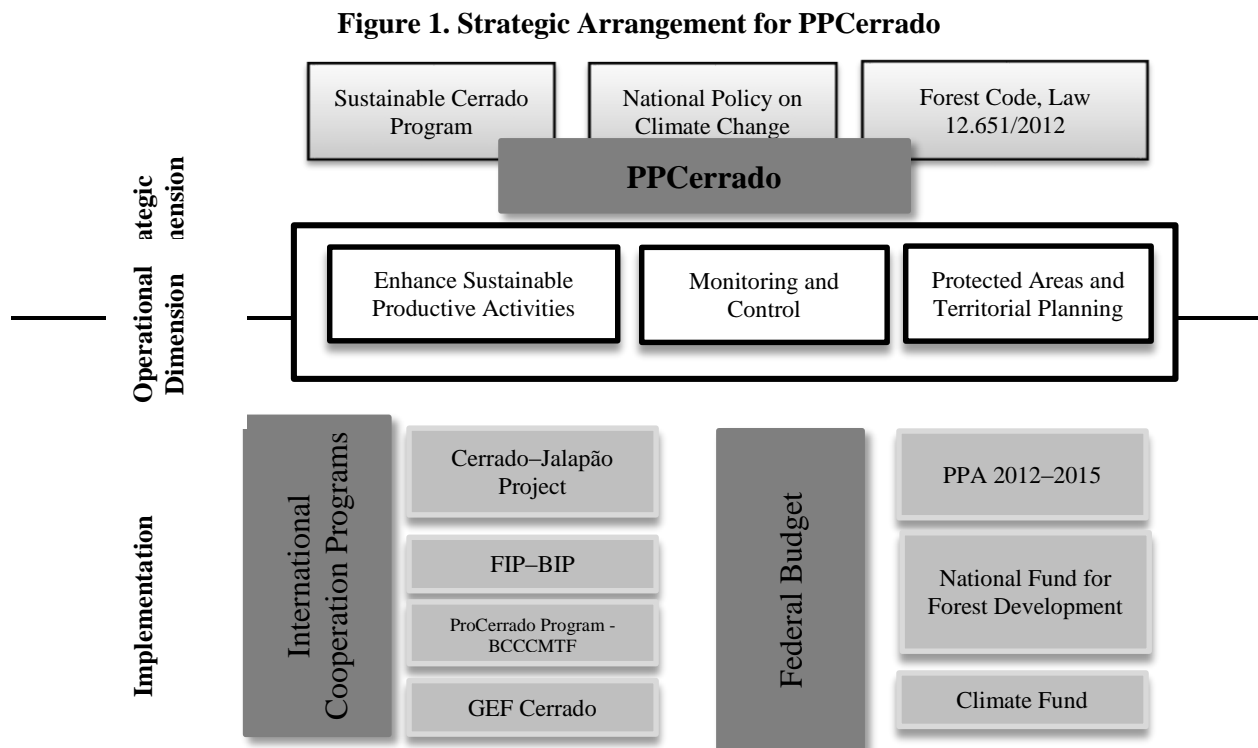 Figure 1. Strategic Arrangement for PPCerrado
Sustainable Cerrado
Program
National Policy on
Climate Change
Forest Code, Law
12.651/2012
PPCerrado
ategic
Enhance Sustainable
Productive Activities
Monitoring and
Control
Protected Areas and
Territorial Planning
Operational
Dimension
International
Cooperation Programs
Cerrado–Jalapão
Project
FIP–BIP
ProCerrado Program -
BCCCMTF
GEF Cerrado
Federal Budget
PPA 2012–2015
National Fund for
Forest Development
Climate Fund
Implementation